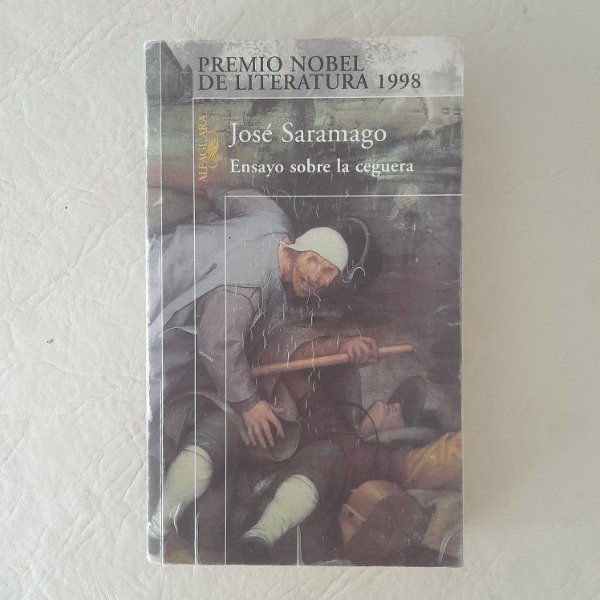 PREMIO NOBEL
DE LITERATURA 1998
ALFAGUARA
José Saramago
Ensayo sobre la ceguera